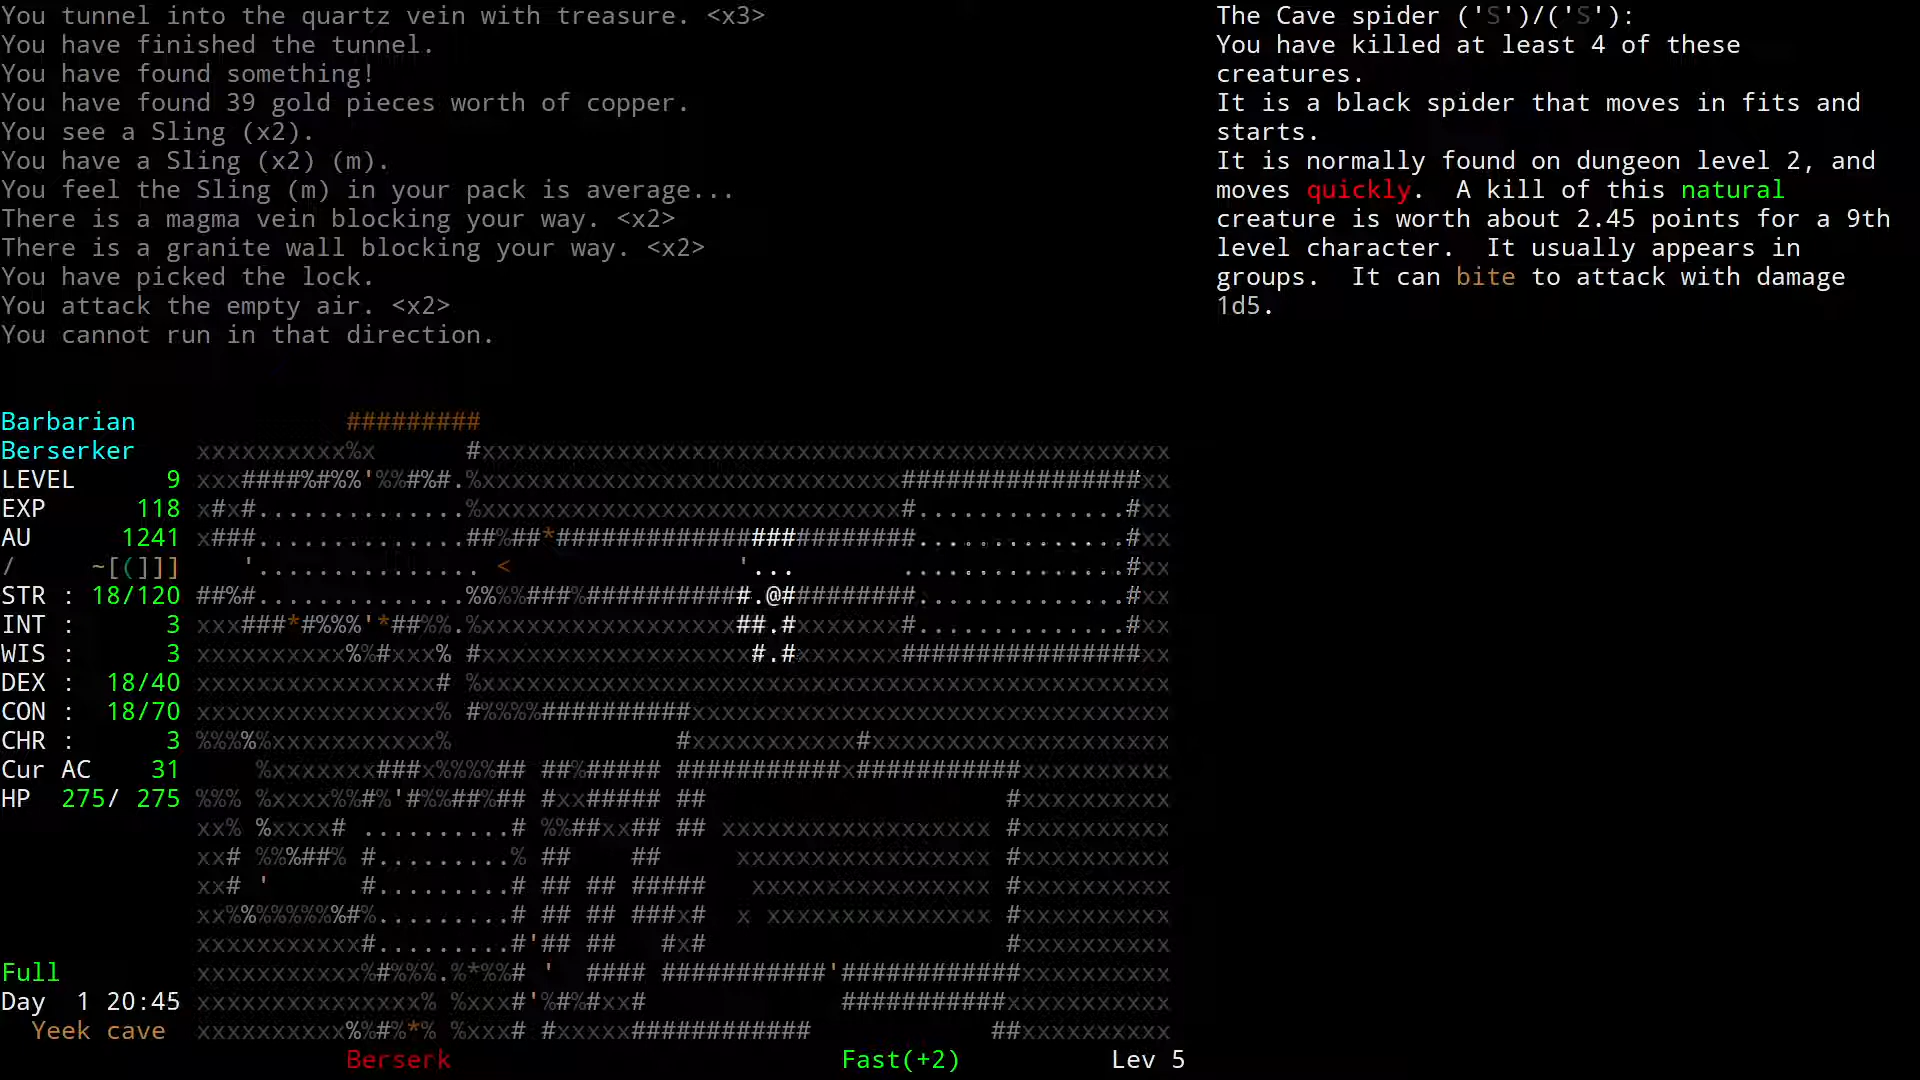 You tunnel into the quartz vein with treasure. <x3>
You have finished the tunnel.
You have found something!
You have found 39 gold pieces worth of copper.
You see a Sling (x2).
You have a Sling (x2) (m).
You feel the Sling (m) in your pack is average...
There is a magma vein blocking your way. <x2>
There is a granite wall blocking your way. <x2>
You have picked the lock.
You attack the empty air. <x2>
You cannot run in that direction.
The Cave spider ('S')/('S'):
You have killed at least 4 of these
creatures.
It is a black spider that moves in fits and
starts.
It is normally found on dungeon level 2, and
moves quickly.  A kill of this natural
creature is worth about 2.45 points for a 9th
level character.  It usually appears in
groups.  It can bite to attack with damage
1d5.
Barbarian
Berserker
LEVEL 9
EXP 118
AU 1241
/ ~[(]]]
STR : 18/120
INT : 3
WIS : 3
DEX : 18/40
CON : 18/70
CHR : 3
Cur AC 31
HP 275/ 275
Full
Day 1 20:45
Yeek cave
Berserk
Fast(+2)
Lev 5